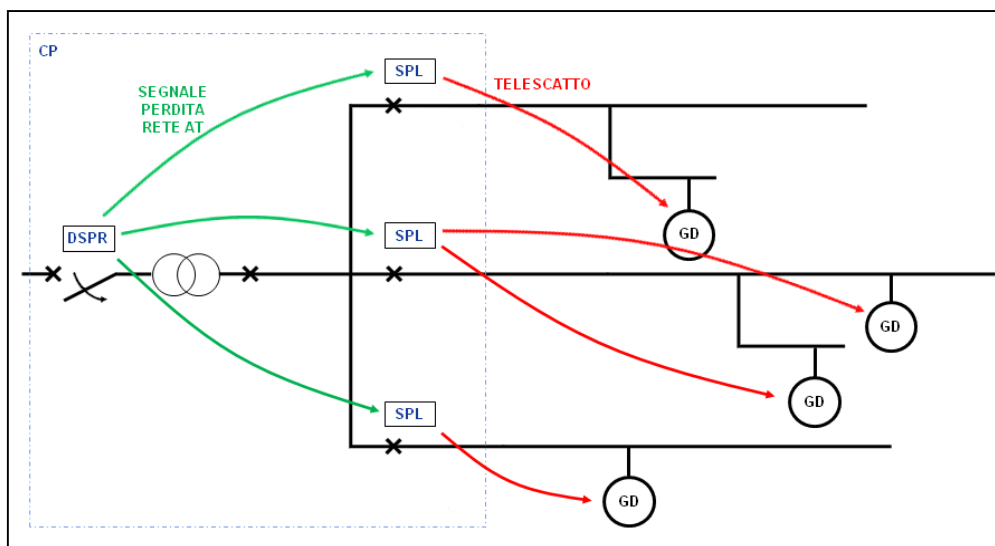 CP
SPL
SEGNALE
PERDITA
RETE AT
TELESCATTO
DSPR
SPL
GD
GD
GD
SPL
GD